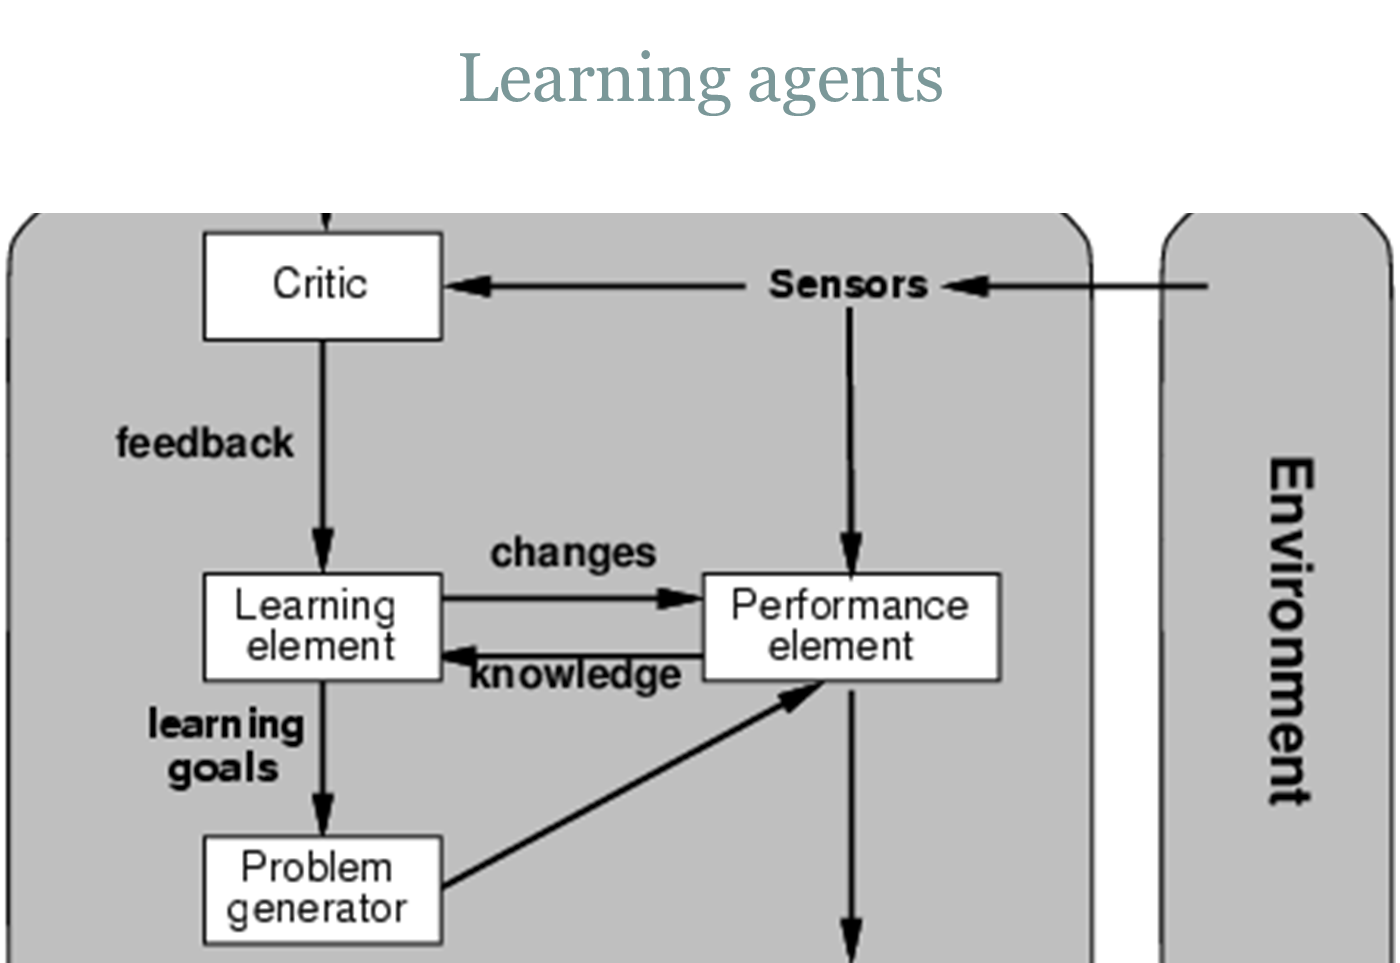 Learning agents
Critic
Sensors
feedback
changes
Learning
element
Performance
element
knowledge
learning
goals
Problem
generator
Environment